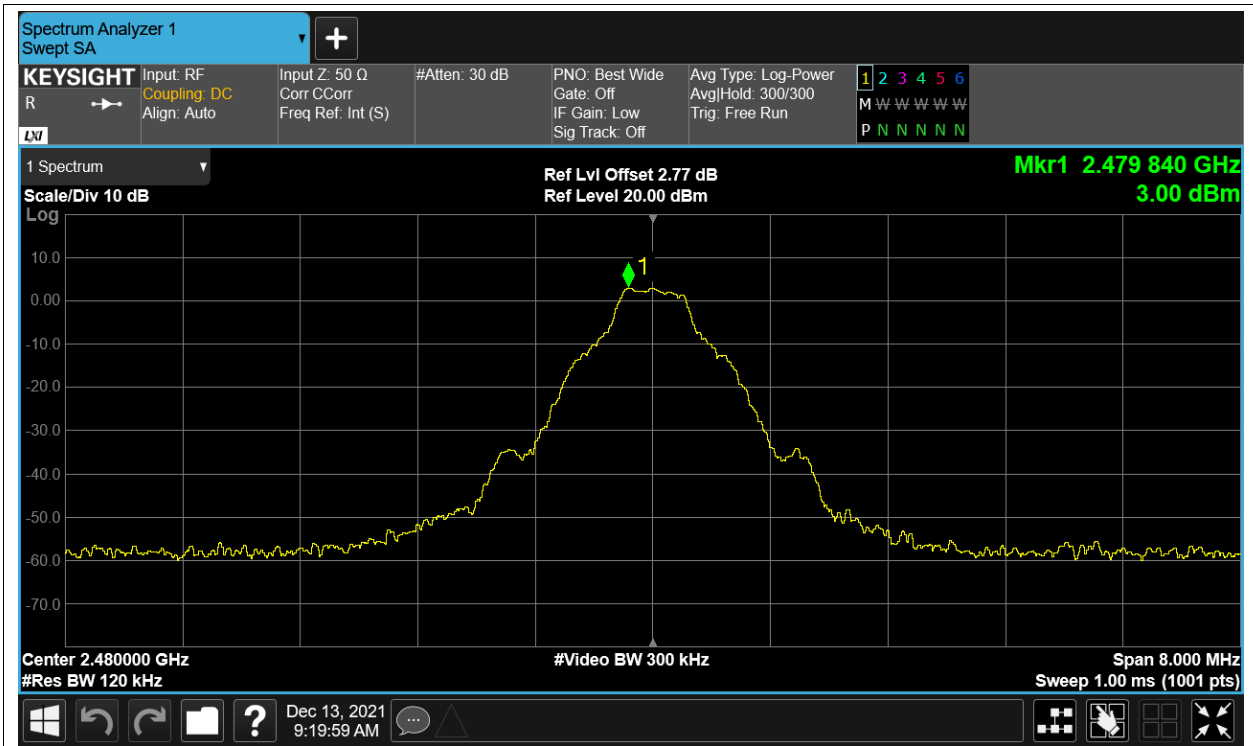 Spectrum Analyzer 1
Swept SA
KEYSIGHT
R
LXI
Input: RF
Coupling: DC
Align: Auto
Input Z: 50 Ω
Corr CCorr
Freq Ref: Int (S)
#Atten: 30 dB
PNO: Best Wide
Gate: Off
IF Gain: Low
Sig Track: Off
Avg Type: Log-Power
Avg|Hold: 300/300
Trig: Free Run
1 2 3 4 5 6
M W W W W W W
P N N N N N N
1 Spectrum
Scale/Div 10 dB
Log
Ref Lvl Offset 2.77 dB
Ref Level 20.00 dBm
Mkr1 2.479 840 GHz
3.00 dBm
1
10.0
0.00
-10.0
-20.0
-30.0
-40.0
-50.0
-60.0
-70.0
Center 2.480000 GHz
#Res BW 120 kHz
#Video BW 300 kHz
Span 8.000 MHz
Sweep 1.00 ms (1001 pts)
?
Dec 13, 2021
9:19:59 AM